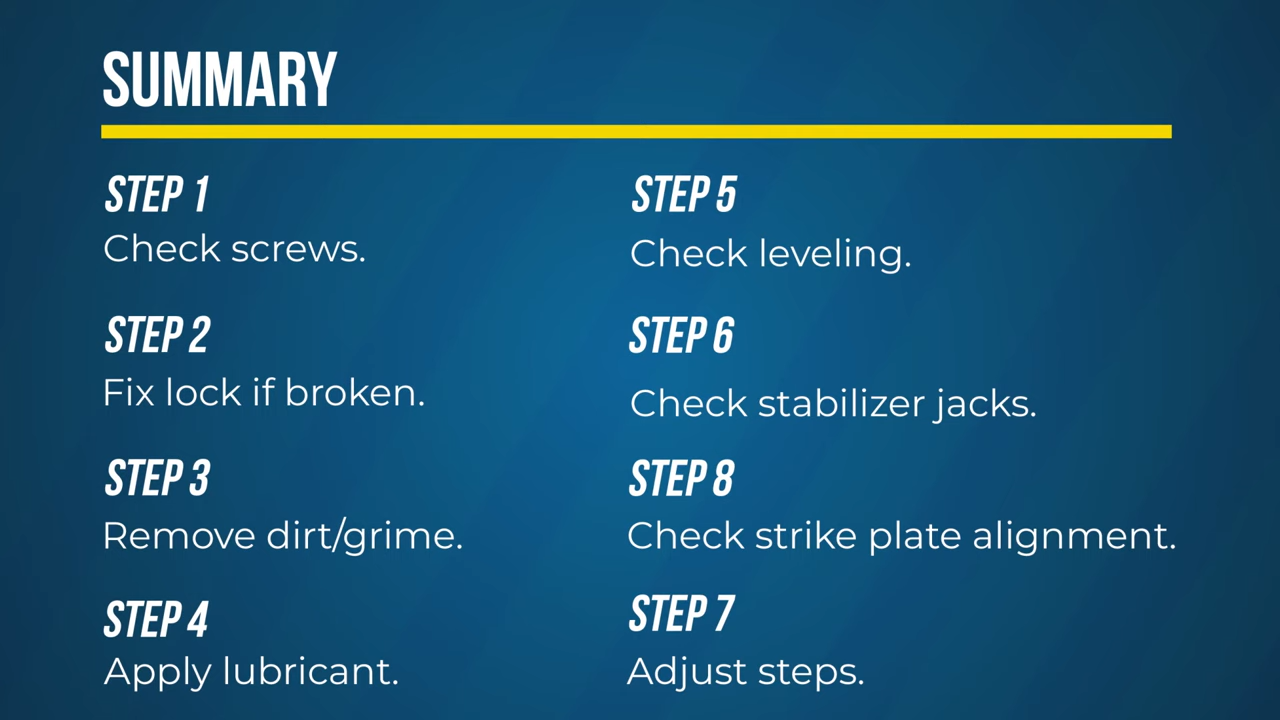 SUMMARY
STEP 1
Check screws.
STEP 2
Fix lock if broken.
STEP 3
Remove dirt/grime.
STEP 4
Apply lubricant.
STEP 5
Check leveling.
STEP 6
Check stabilizer jacks.
STEP 8
Check strike plate alignment.
STEP 7
Adjust steps.